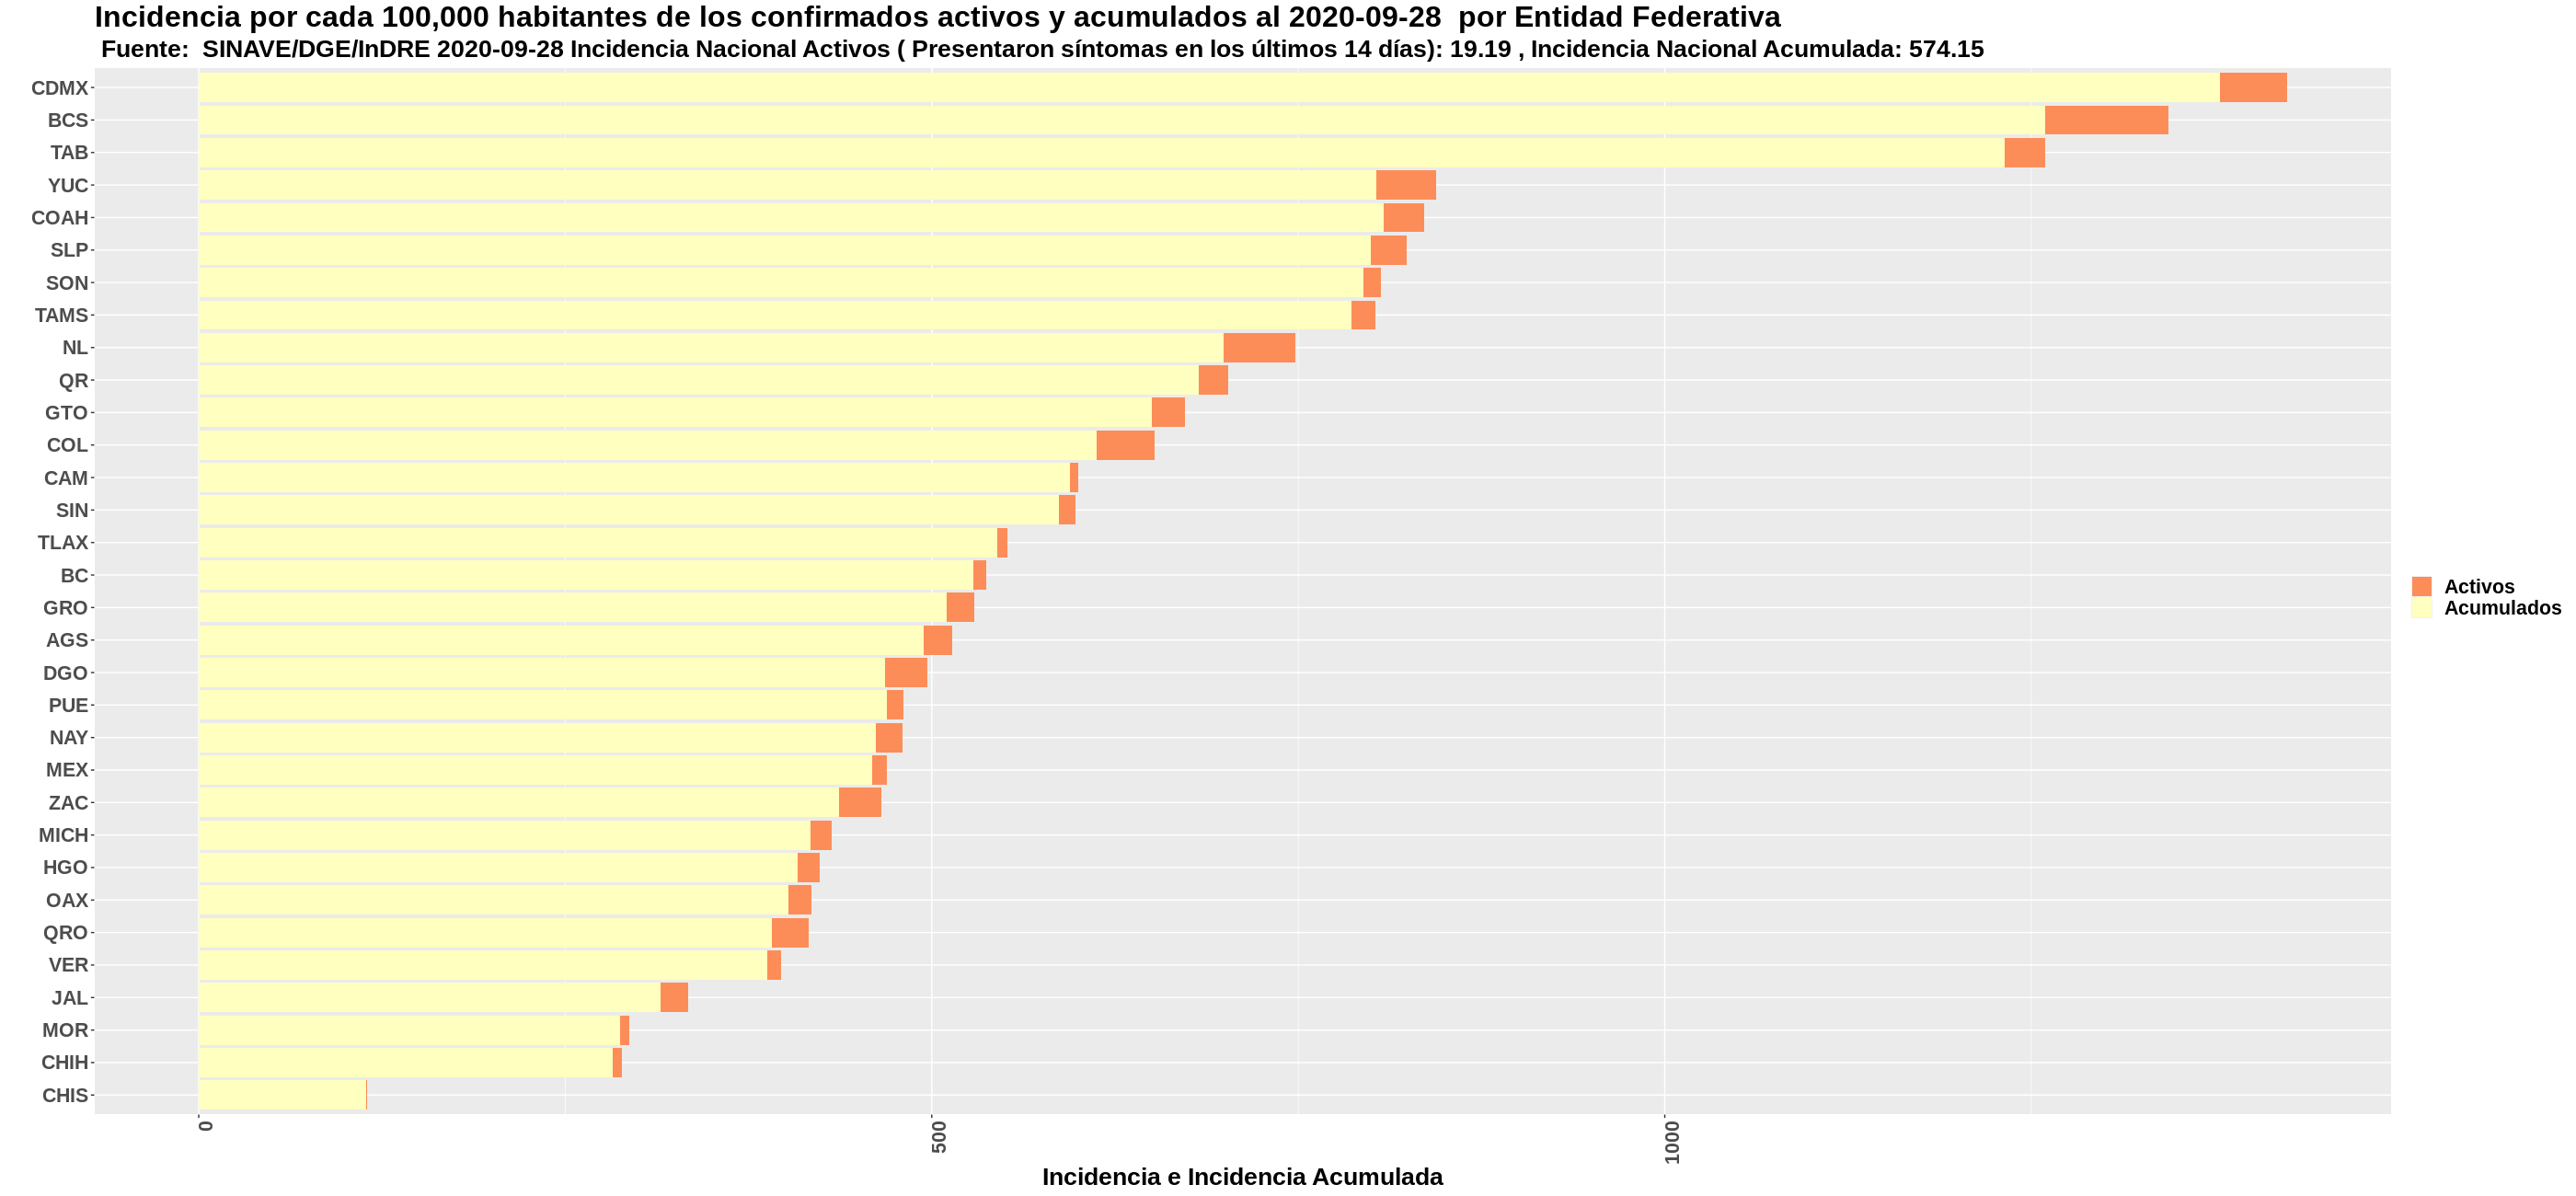 Incidencia por cada 100,000 habitantes de los confirmados activos y acumulados al 2020-09-28  por Entidad Federativa
Fuente:  SINAVE/DGE/InDRE 2020-09-28 Incidencia Nacional Activos ( Presentaron síntomas en los últimos 14 días): 19.19 , Incidencia Nacional Acumulada: 574.15
CDMX
BCS
TAB
YUC
COAH
SLP
SON
TAMS
NL
QR
GTO
COL
CAM
SIN
TLAX
BC
GRO
AGS
DGO
PUE
NAY
MEX
ZAC
MICH
HGO
OAX
QRO
VER
JAL
MOR
CHIH
CHIS
0
500
1000
Incidencia e Incidencia Acumulada
Activos
Acumulados